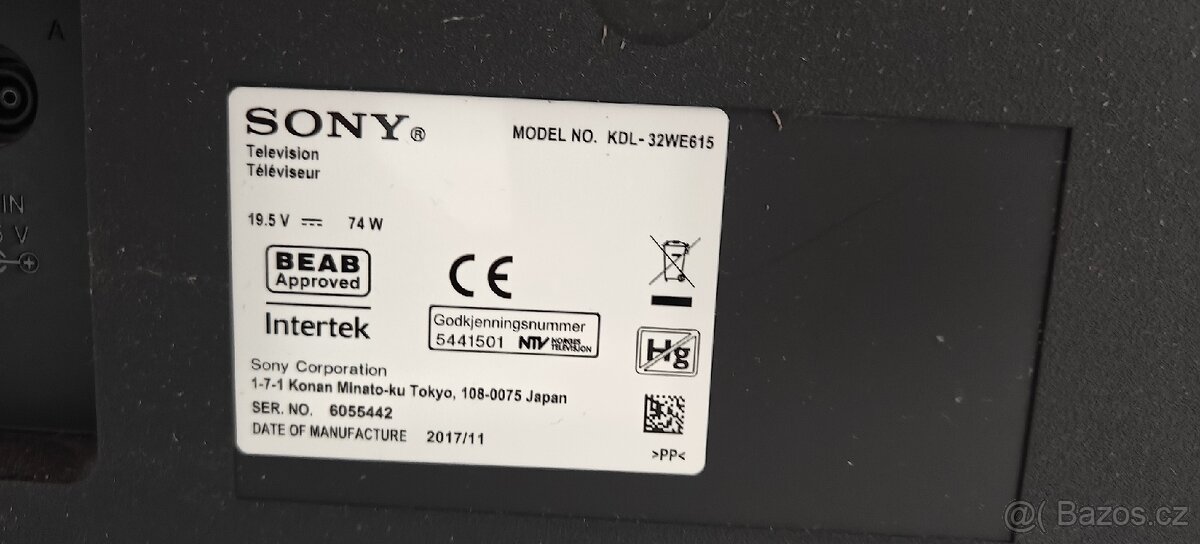 A
IN
V
SONY®
MODEL NO. KDL-32WE615
Television
Téléviseur
19.5 V 74 W
BEAB
Approved
Intertek
CE
Godkjenningsnummer
5441501 NTV NORGES TELEVISJON
Hg
Sony Corporation
1-7-1 Konan Minato-ku Tokyo, 108-0075 Japan
SER. NO. 6055442
DATE OF MANUFACTURE 2017/11
>PP<
@( Bazos.cz